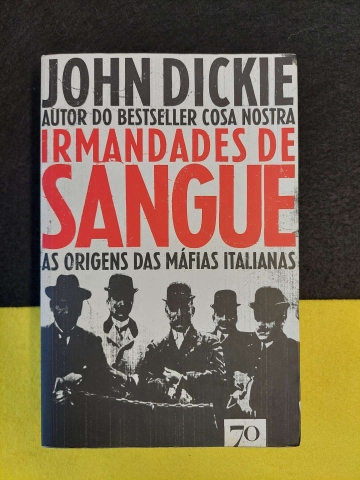 JOHN DICKIE
AUTOR DO BESTSELLER COSA NOSTRA
IRMANDADES DE
SANGUE
AS ORIGENS DAS MÁFIAS ITALIANAS
70